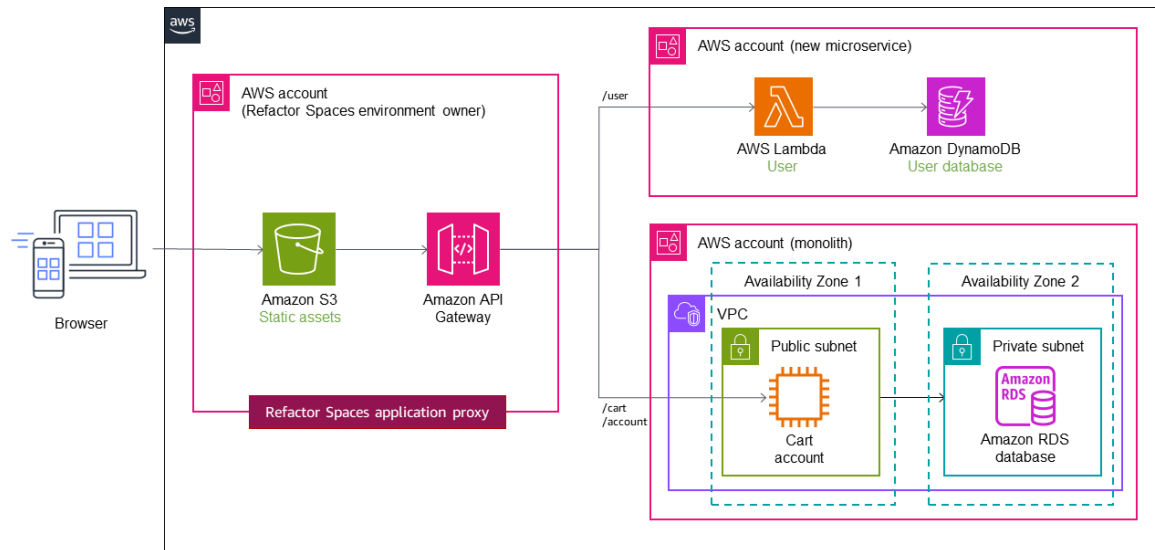 aws
AWS account
(Refactor Spaces environment owner)
Browser
Amazon S3
Static assets
Amazon API
Gateway
Refactor Spaces application proxy
/user
AWS account (new microservice)
AWS Lambda
User
Amazon DynamoDB
User database
/cart
/account
AWS account (monolith)
Availability Zone 1
Availability Zone 2
VPC
Public subnet
Cart
account
Private subnet
Amazon
RDS
Amazon RDS
database